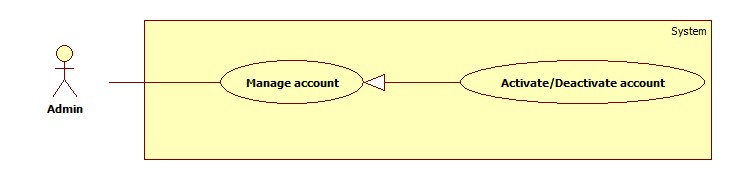 System
Manage account
Activate/Deactivate account
Admin